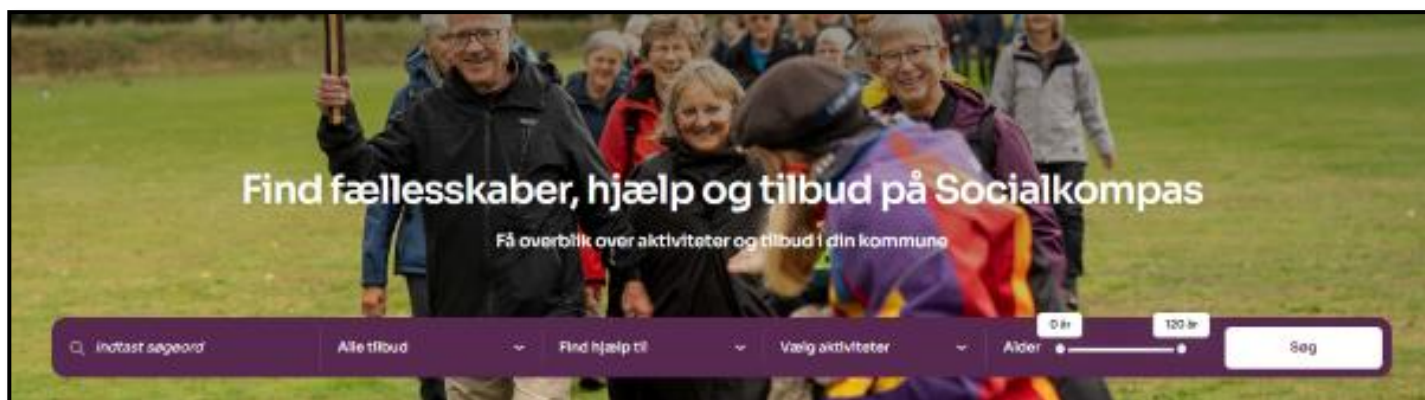 Find fællesskaber, hjælp og tilbud på Socialkompas
Få overblik over aktiviteter og tilbud i din kommune
0 år 120 år
Indtast søgeord Alle tilbud Find hjælp til Vælg aktiviteter Alder Søg